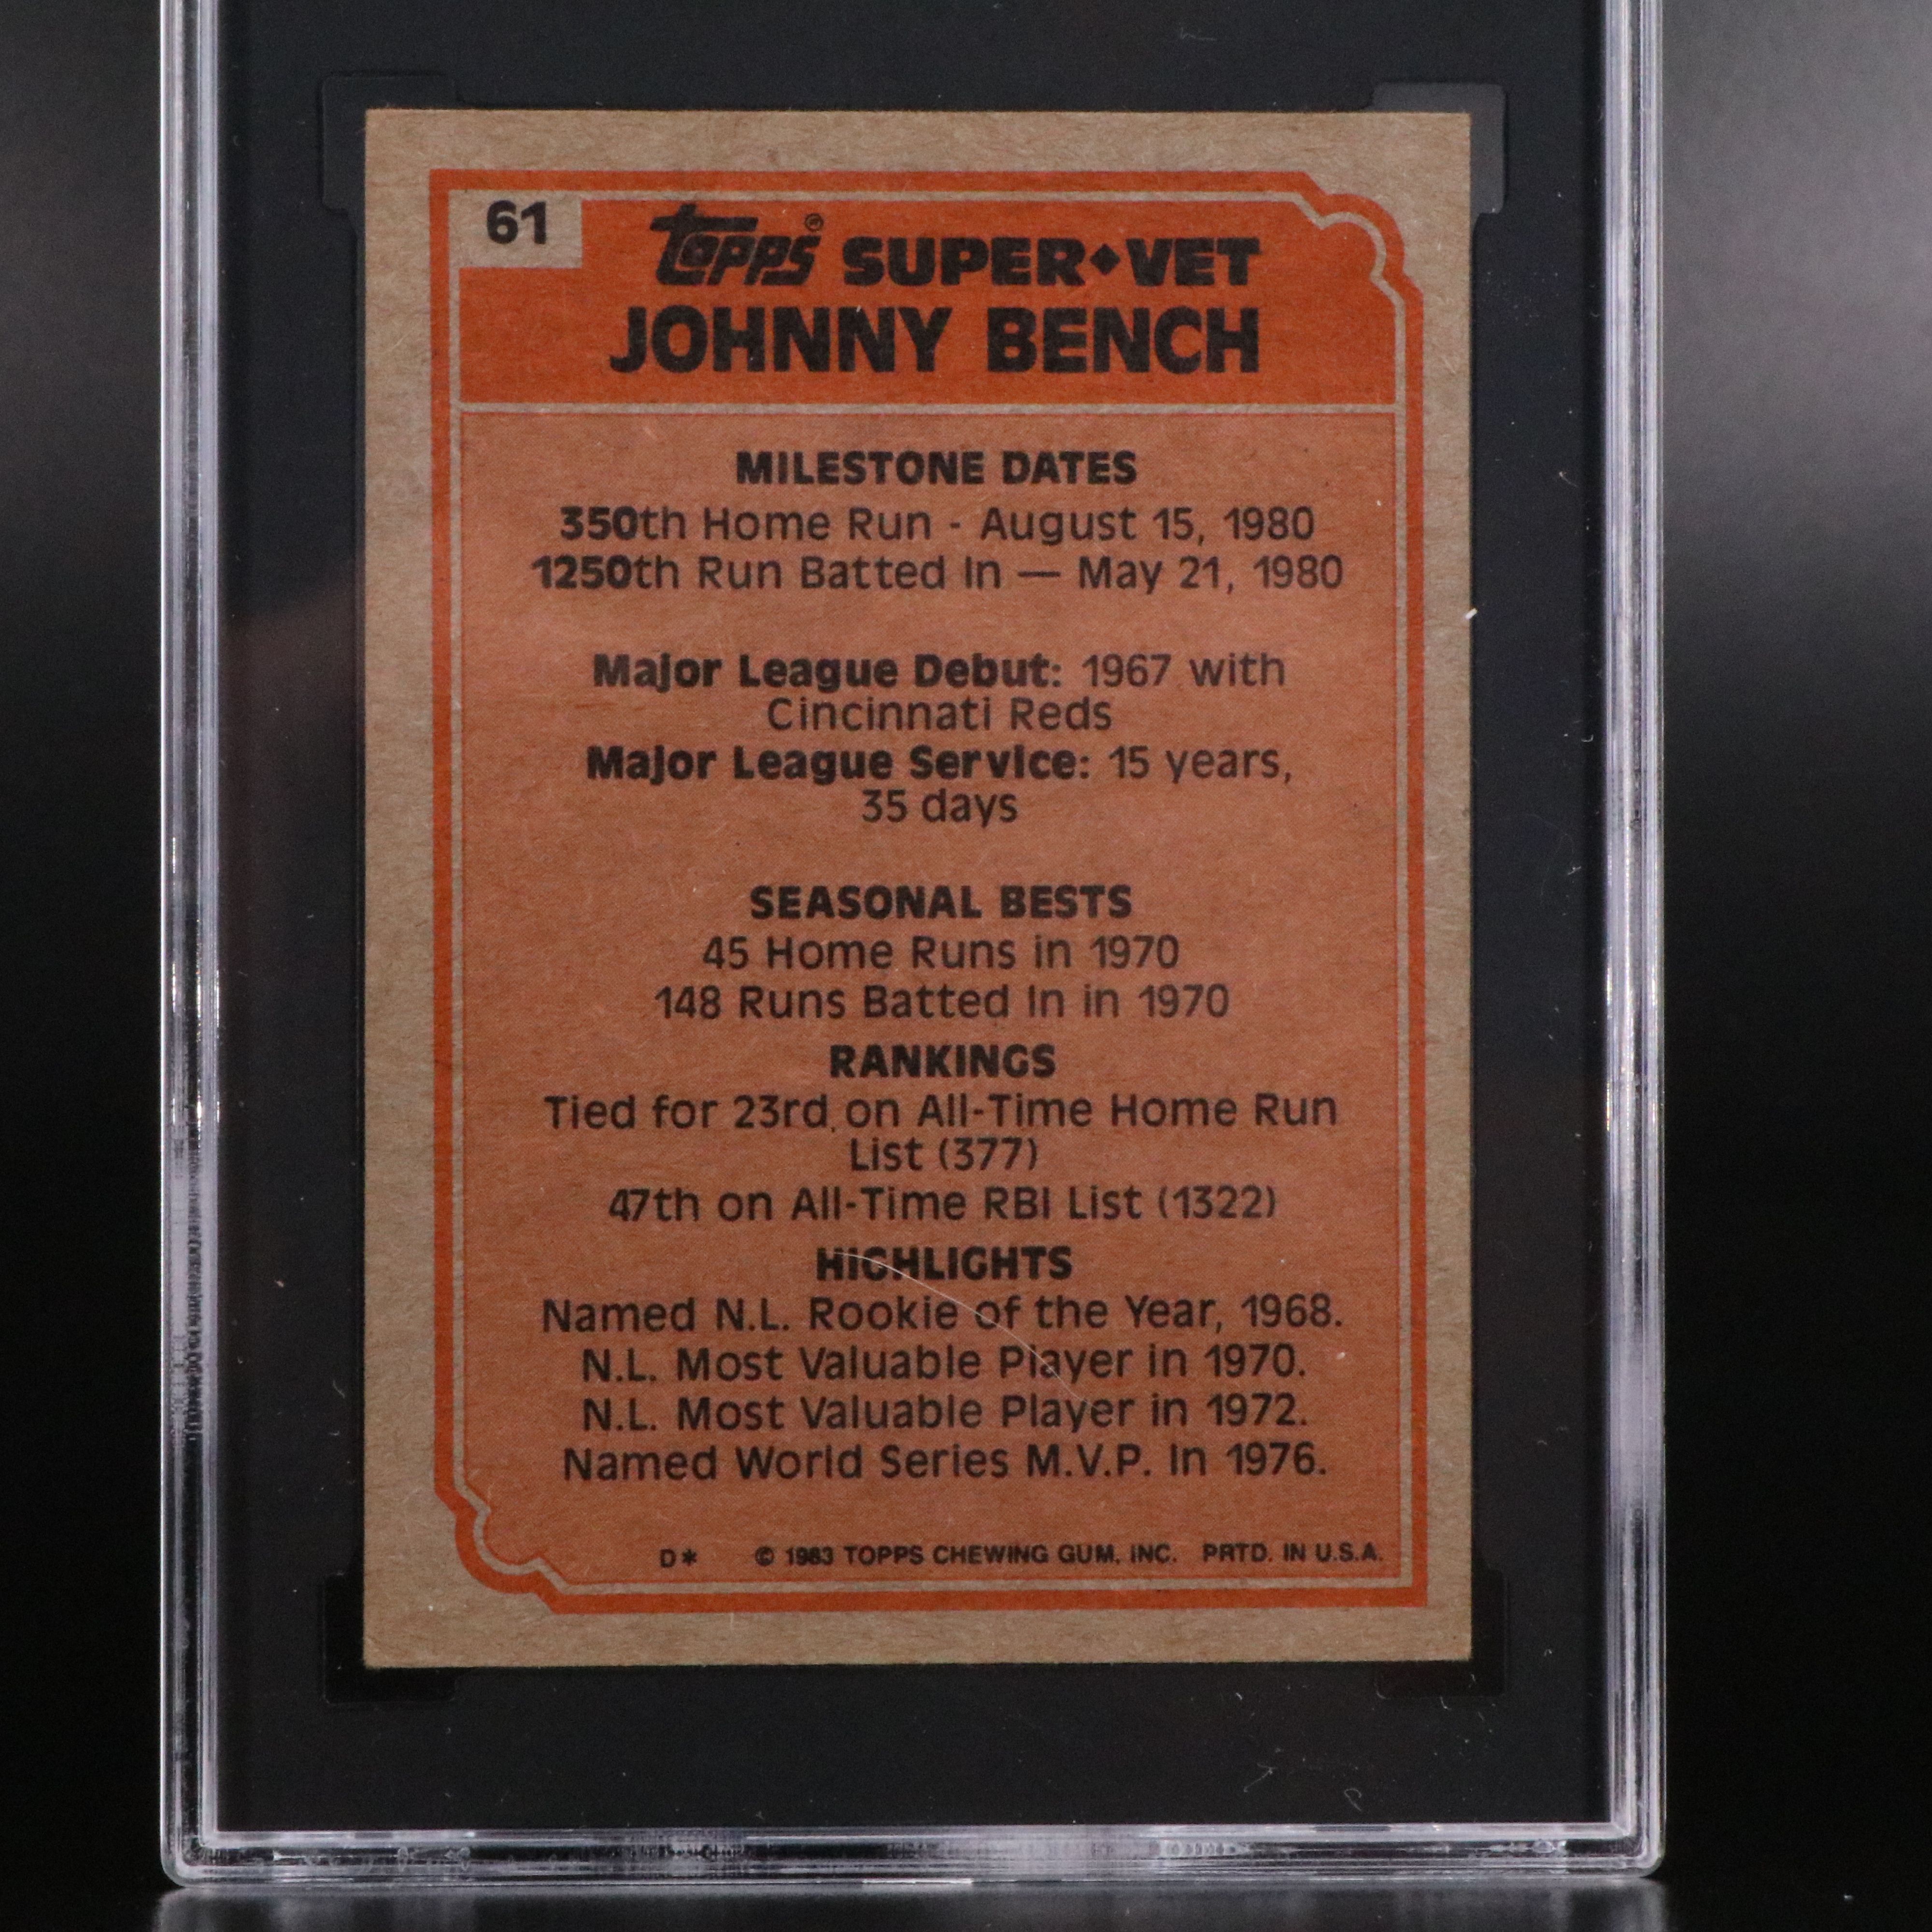 61
Topps® SUPER♦VET
JOHNNY BENCH
MILESTONE DATES
350th Home Run - August 15, 1980
1250th Run Batted In — May 21, 1980
Major League Debut: 1967 with
Cincinnati Reds
Major League Service: 15 years,
35 days
SEASONAL BESTS
45 Home Runs in 1970
148 Runs Batted In in 1970
RANKINGS
Tied for 23rd on All-Time Home Run
List (377)
47th on All-Time RBI List (1322)
HIGHLIGHTS
Named N.L. Rookie of the Year, 1968.
N.L. Most Valuable Player in 1970.
N.L. Most Valuable Player in 1972.
Named World Series M.V.P. In 1976.
D* © 1983 TOPPS CHEWING GUM, INC. PRTD. IN U.S.A.